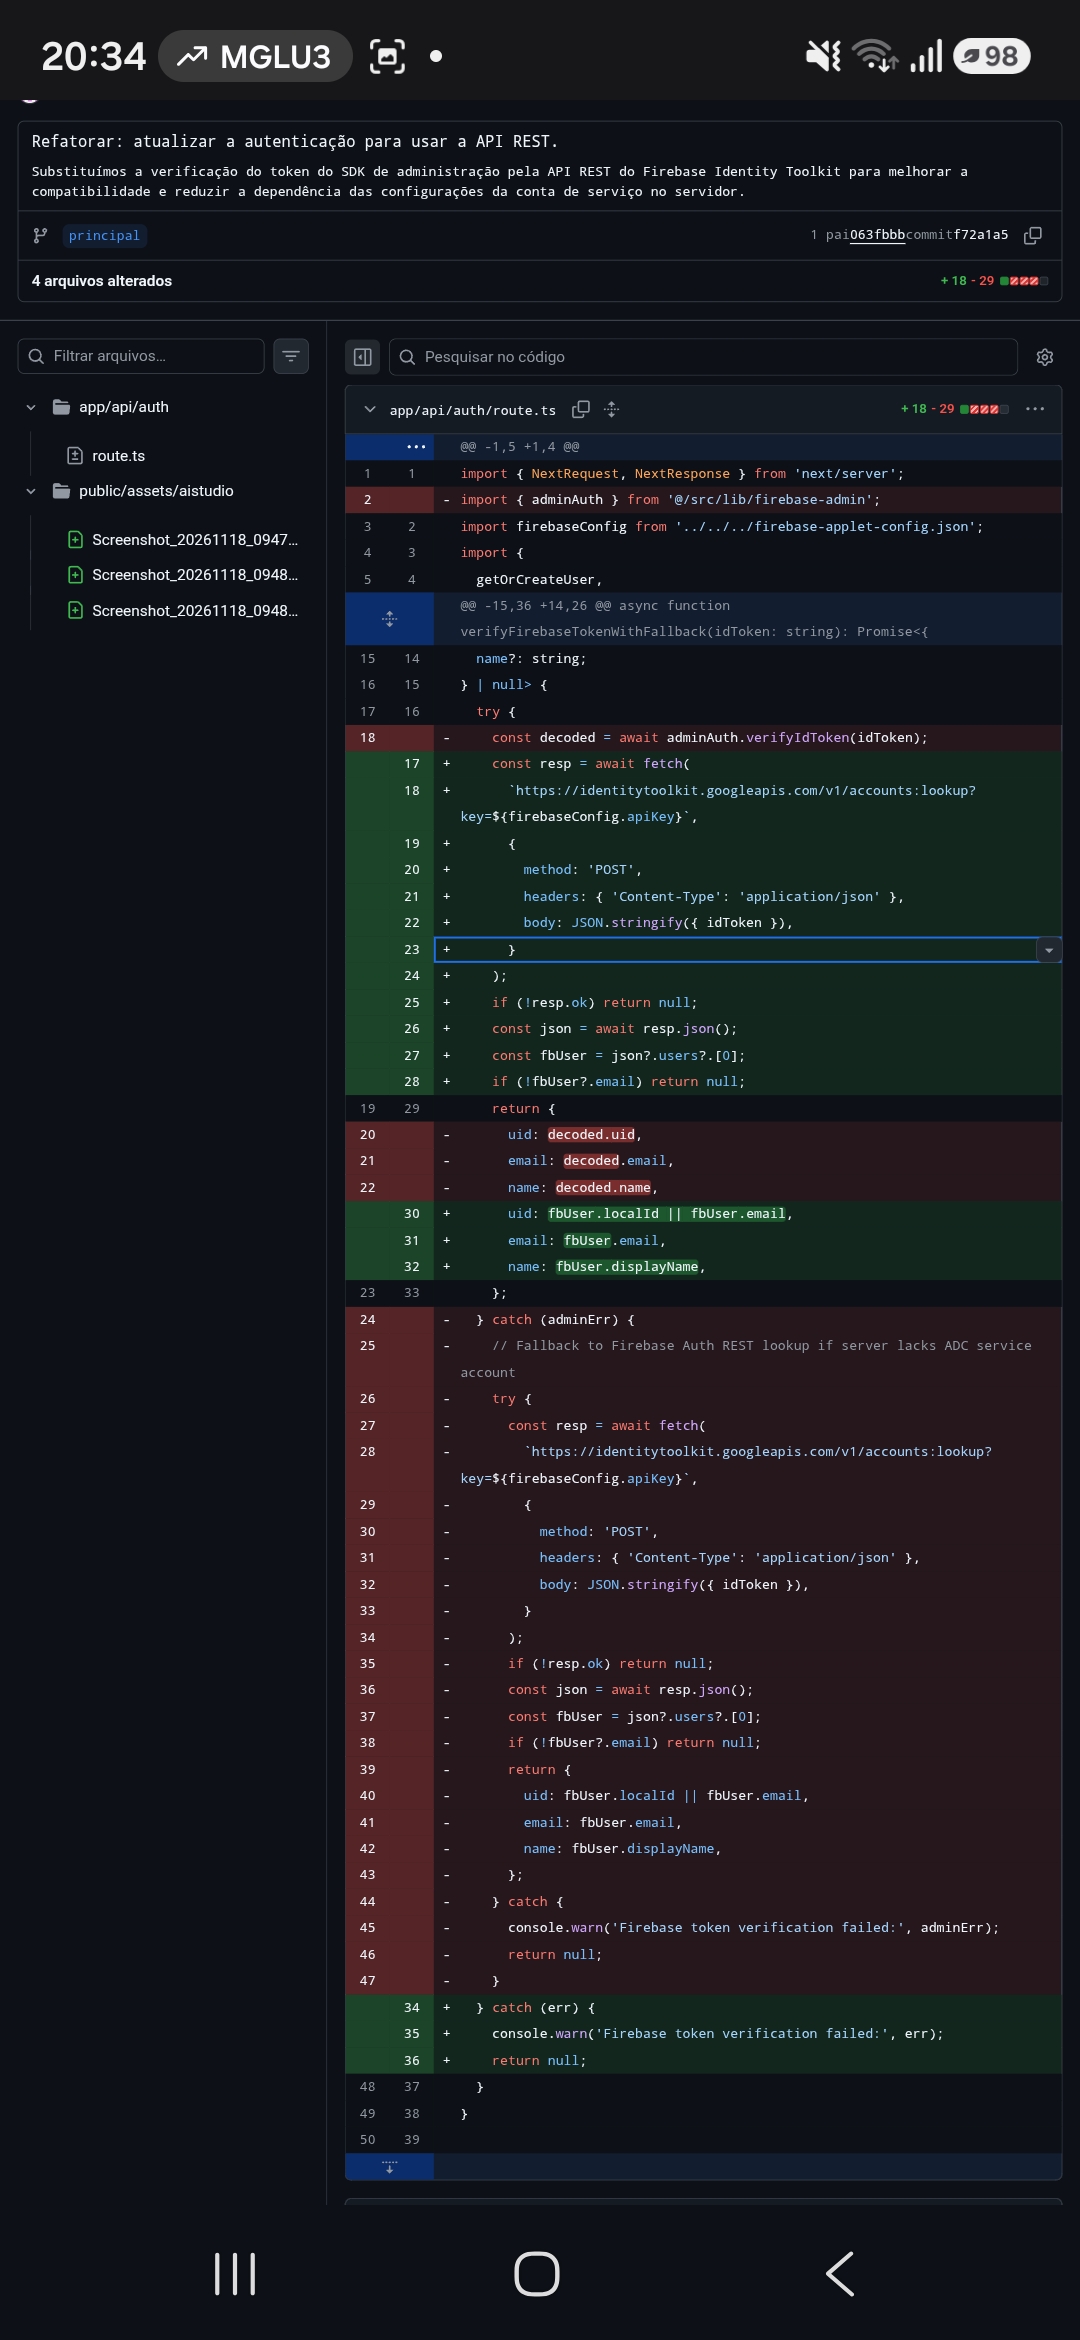 20:34 MGLU3 98
Refatorar: atualizar a autenticação para usar a API REST.
Substituímos a verificação do token do SDK de administração pela API REST do Firebase Identity Toolkit para melhorar a
compatibilidade e reduzir a dependência das configurações da conta de serviço no servidor.
principal 1 pai 063fbbb commit f72a1a5
4 arquivos alterados +18 -29
Filtrar arquivos...
Pesquisar no código
app/api/auth
route.ts
public/assets/aistudio
Screenshot_20261118_0947...
Screenshot_20261118_0948...
Screenshot_20261118_0948...
app/api/auth/route.ts +18 -29
@@ -1,5 +1,4 @@
1 1 import { NextRequest, NextResponse } from 'next/server';
2 - import { adminAuth } from '@/src/lib/firebase-admin';
3 2 import firebaseConfig from '../../../firebase-applet-config.json';
4 3 import {
5 4 getOrCreateUser,
@@ -15,36 +14,26 @@ async function
verifyFirebaseTokenWithFallback(idToken: string): Promise<{
15 14 name?: string;
16 15 } | null> {
17 16 try {
18 - const decoded = await adminAuth.verifyIdToken(idToken);
17 + const resp = await fetch(
18 + `https://identitytoolkit.googleapis.com/v1/accounts:lookup?
key=${firebaseConfig.apiKey}`,
19 + {
20 + method: 'POST',
21 + headers: { 'Content-Type': 'application/json' },
22 + body: JSON.stringify({ idToken }),
23 + }
24 + );
25 + if (!resp.ok) return null;
26 + const json = await resp.json();
27 + const fbUser = json?.users?.[0];
28 + if (!fbUser?.email) return null;
19 29 return {
20 - uid: decoded.uid,
21 - email: decoded.email,
22 - name: decoded.name,
30 + uid: fbUser.localId || fbUser.email,
31 + email: fbUser.email,
32 + name: fbUser.displayName,
23 33 };
24 - } catch (adminErr) {
25 - // Fallback to Firebase Auth REST lookup if server lacks ADC service
account
26 - try {
27 - const resp = await fetch(
28 - `https://identitytoolkit.googleapis.com/v1/accounts:lookup?
key=${firebaseConfig.apiKey}`,
29 - {
30 - method: 'POST',
31 - headers: { 'Content-Type': 'application/json' },
32 - body: JSON.stringify({ idToken }),
33 - }
34 - );
35 - if (!resp.ok) return null;
36 - const json = await resp.json();
37 - const fbUser = json?.users?.[0];
38 - if (!fbUser?.email) return null;
39 - return {
40 - uid: fbUser.localId || fbUser.email,
41 - email: fbUser.email,
42 - name: fbUser.displayName,
43 - };
44 - } catch {
45 - console.warn('Firebase token verification failed:', adminErr);
46 - return null;
47 - }
34 + } catch (err) {
35 + console.warn('Firebase token verification failed:', err);
36 + return null;
48 37 }
49 38 }
50 39